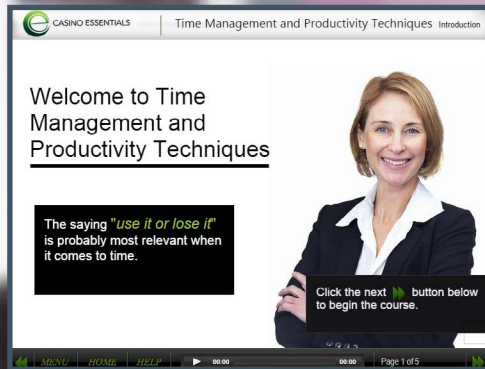 CASINO ESSENTIALS
Time Management and Productivity Techniques Introduction
Welcome to Time
Management and
Productivity Techniques
The saying "use it or lose it"
is probably most relevant when
it comes to time.
Click the next button below
to begin the course.
MENU HOME HELP 00:00 00:00 Page 1 of 5